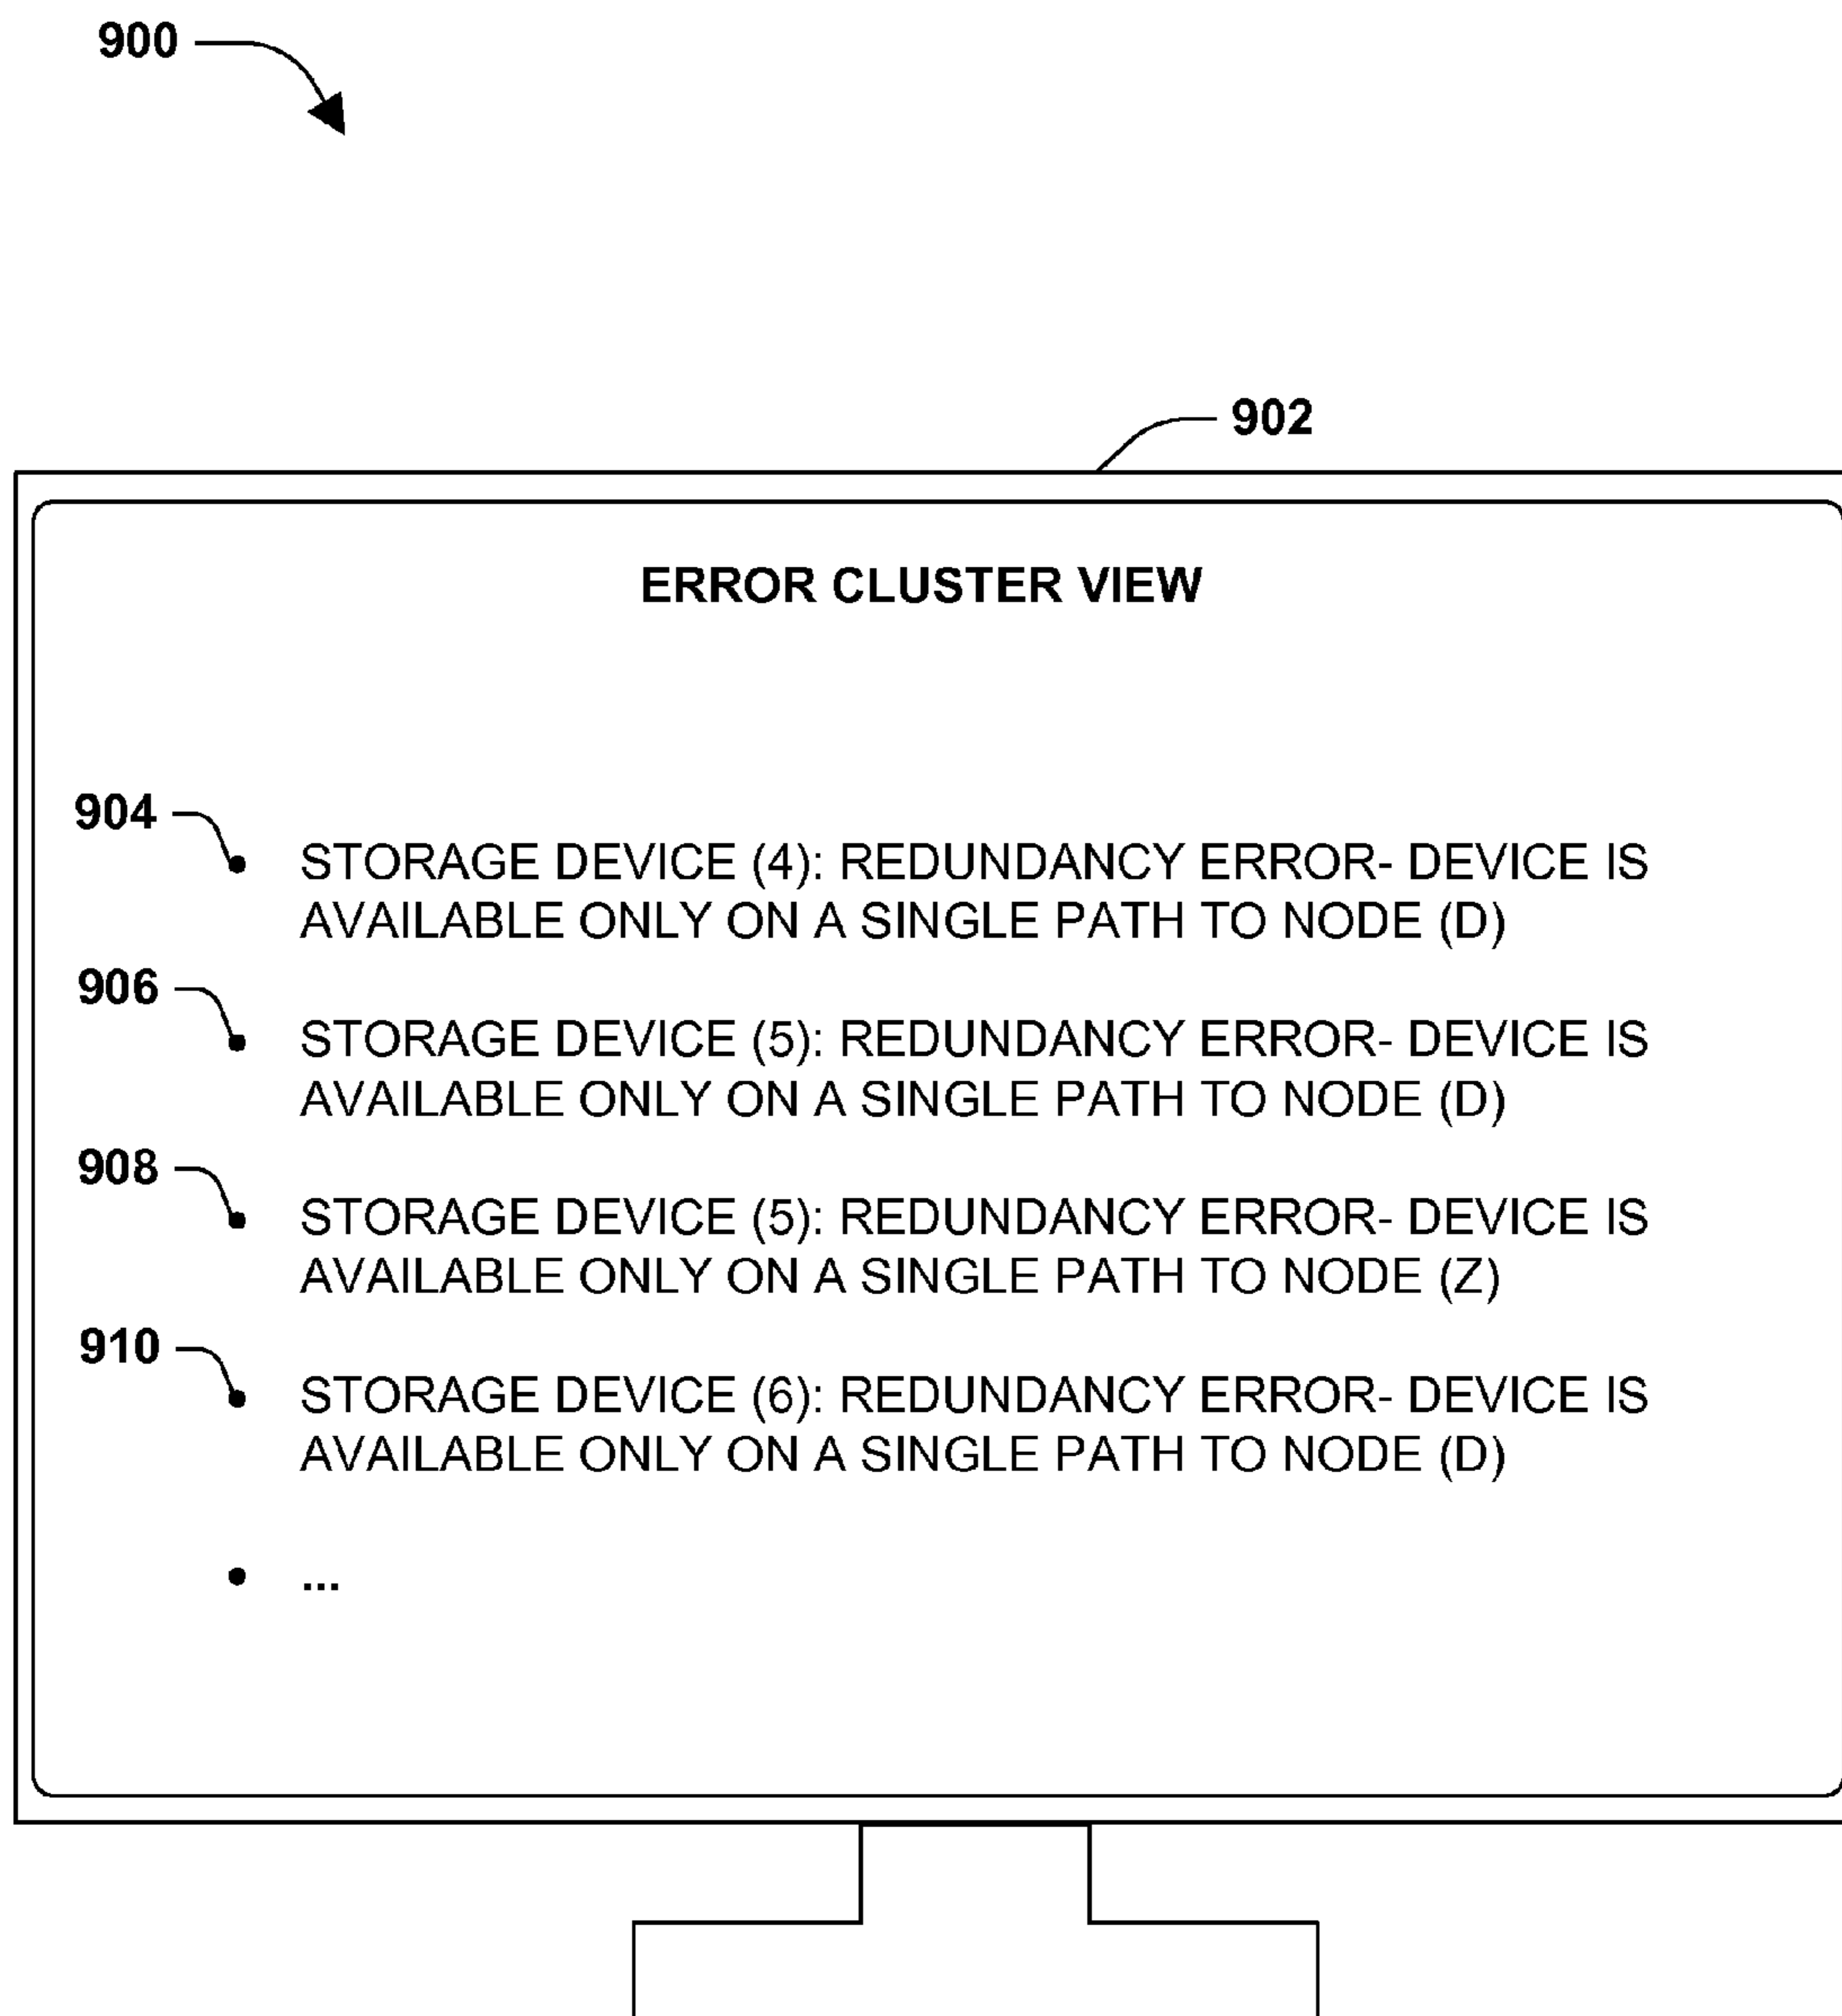 900
902
ERROR CLUSTER VIEW
904
• STORAGE DEVICE (4): REDUNDANCY ERROR- DEVICE IS
AVAILABLE ONLY ON A SINGLE PATH TO NODE (D)
906
• STORAGE DEVICE (5): REDUNDANCY ERROR- DEVICE IS
AVAILABLE ONLY ON A SINGLE PATH TO NODE (D)
908
• STORAGE DEVICE (5): REDUNDANCY ERROR- DEVICE IS
AVAILABLE ONLY ON A SINGLE PATH TO NODE (Z)
910
• STORAGE DEVICE (6): REDUNDANCY ERROR- DEVICE IS
AVAILABLE ONLY ON A SINGLE PATH TO NODE (D)
• ...